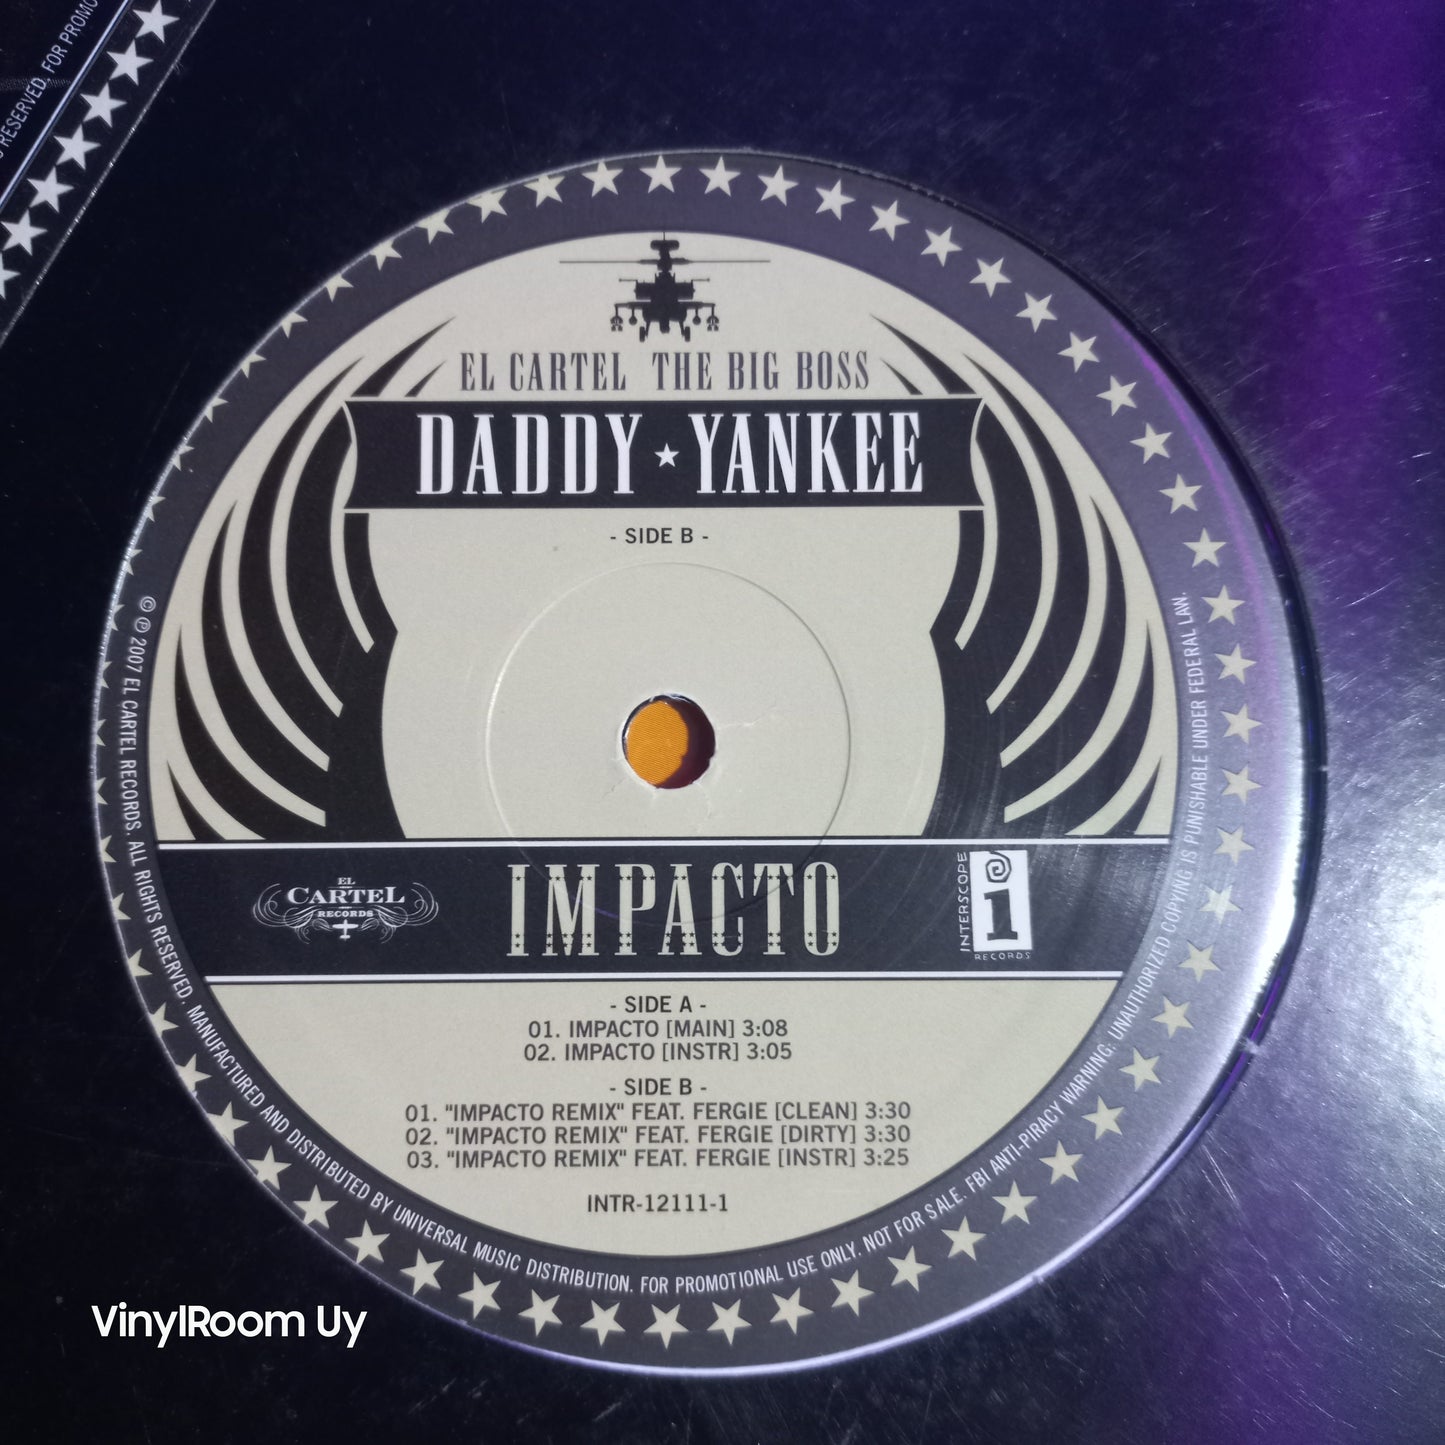 S RESERVED. FOR PROMO
EL CARTEL THE BIG BOSS
DADDY ★ YANKEE
- SIDE B -
EL
CARTEL
RECORDS
IMPACTO
INTERSCOPE
i
RECORDS
- SIDE A -
01. IMPACTO [MAIN] 3:08
02. IMPACTO [INSTR] 3:05
- SIDE B -
01. "IMPACTO REMIX" FEAT. FERGIE [CLEAN] 3:30
02. "IMPACTO REMIX" FEAT. FERGIE [DIRTY] 3:30
03. "IMPACTO REMIX" FEAT. FERGIE [INSTR] 3:25
INTR-12111-1
© ℗ 2007 EL CARTEL RECORDS. ALL RIGHTS RESERVED. MANUFACTURED AND DISTRIBUTED BY UNIVERSAL MUSIC DISTRIBUTION. FOR PROMOTIONAL USE ONLY. NOT FOR SALE. FBI ANTI-PIRACY WARNING: UNAUTHORIZED COPYING IS PUNISHABLE UNDER FEDERAL LAW.
VinylRoom Uy